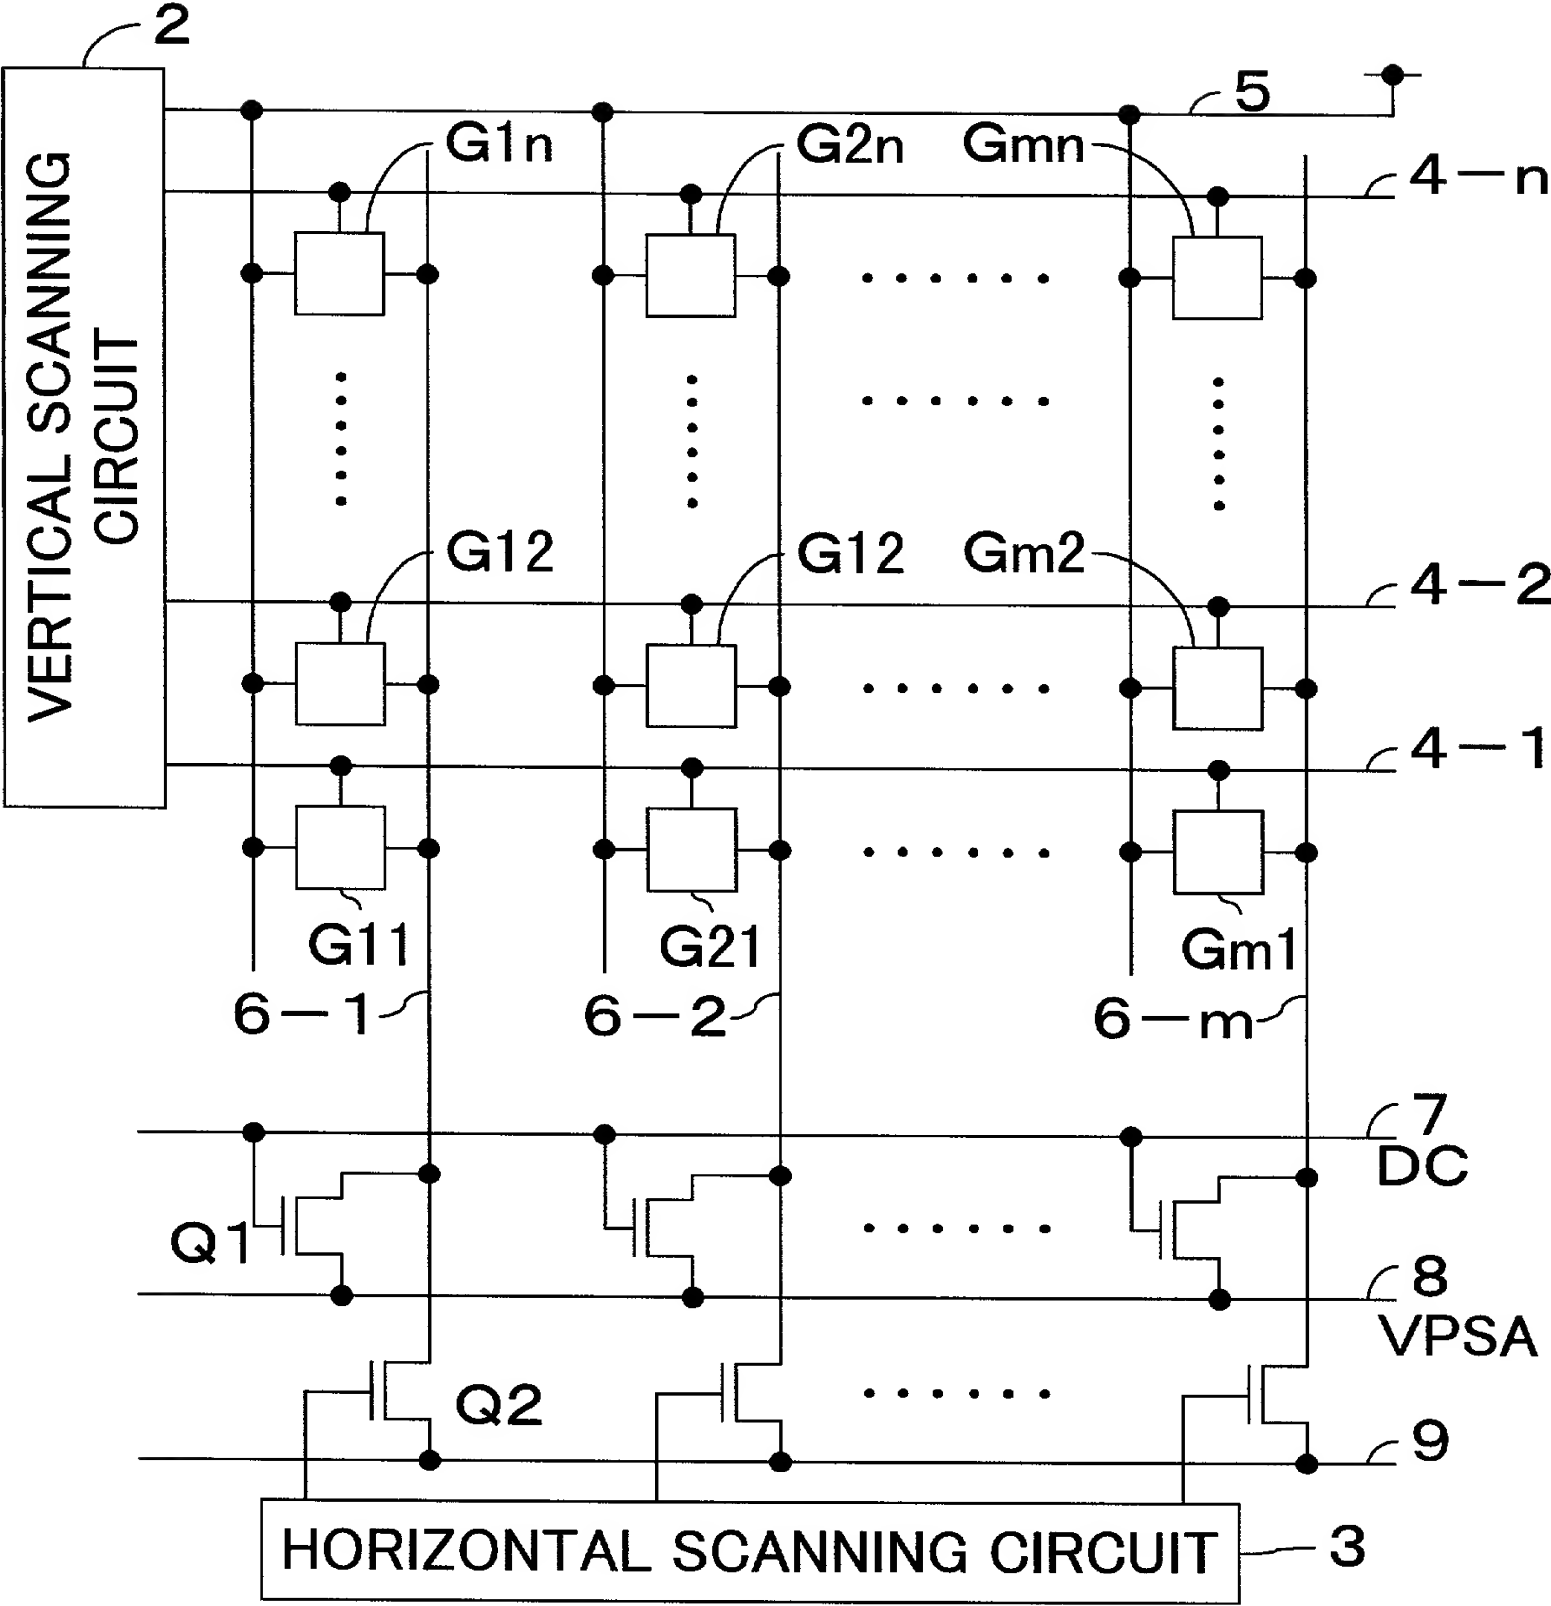 2
5
G1n
G2n
Gmn
4-n
VERTICAL SCANNING
CIRCUIT
G12
G12
Gm2
4-2
4-1
G11
G21
Gm1
6-1
6-2
6-m
7
DC
Q1
8
VPSA
Q2
9
HORIZONTAL SCANNING CIRCUIT
3